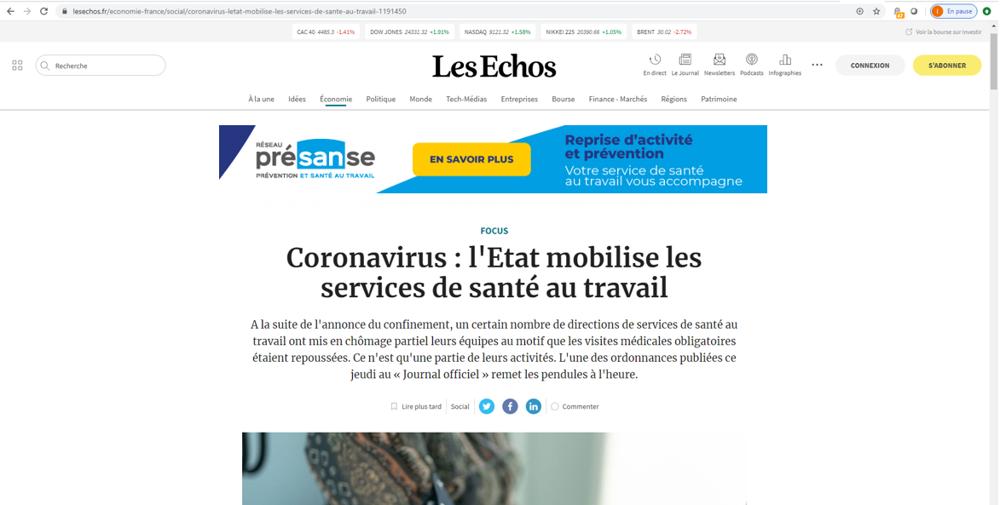 lesechos.fr/economie-france/social/coronavirus-letat-mobilise-les-services-de-sante-au-travail-1191450
47
I
En pause
CAC 40 4485.3 -1.41%
DOW JONES 24331.32 +1.91%
NASDAQ 9121.32 +1.58%
NIKKEI 225 20390.66 +1.05%
BRENT 30.02 -2.72%
Voir la bourse sur Investir
Recherche
Les Echos
En direct
Le Journal
Newsletters
Podcasts
Infographies
CONNEXION
S'ABONNER
À la une
Idées
Économie
Politique
Monde
Tech-Médias
Entreprises
Bourse
Finance - Marchés
Régions
Patrimoine
RÉSEAU
présanse
PRÉVENTION ET SANTÉ AU TRAVAIL
EN SAVOIR PLUS
Reprise d'activité
et prévention
Votre service de santé
au travail vous accompagne
FOCUS
Coronavirus : l'Etat mobilise les
services de santé au travail
A la suite de l'annonce du confinement, un certain nombre de directions de services de santé au
travail ont mis en chômage partiel leurs équipes au motif que les visites médicales obligatoires
étaient repoussées. Ce n'est qu'une partie de leurs activités. L'une des ordonnances publiées ce
jeudi au « Journal officiel » remet les pendules à l'heure.
Lire plus tard
Social
Commenter